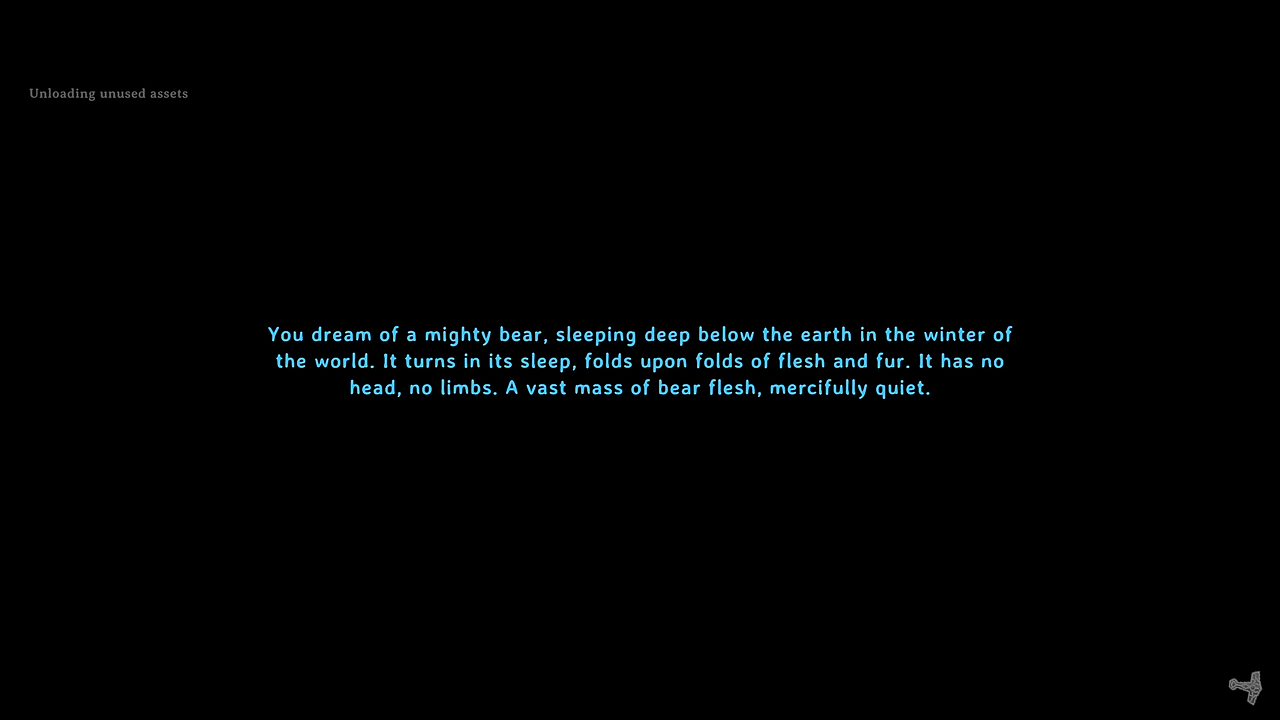 Unloading unused assets
You dream of a mighty bear, sleeping deep below the earth in the winter of
the world. It turns in its sleep, folds upon folds of flesh and fur. It has no
head, no limbs. A vast mass of bear flesh, mercifully quiet.